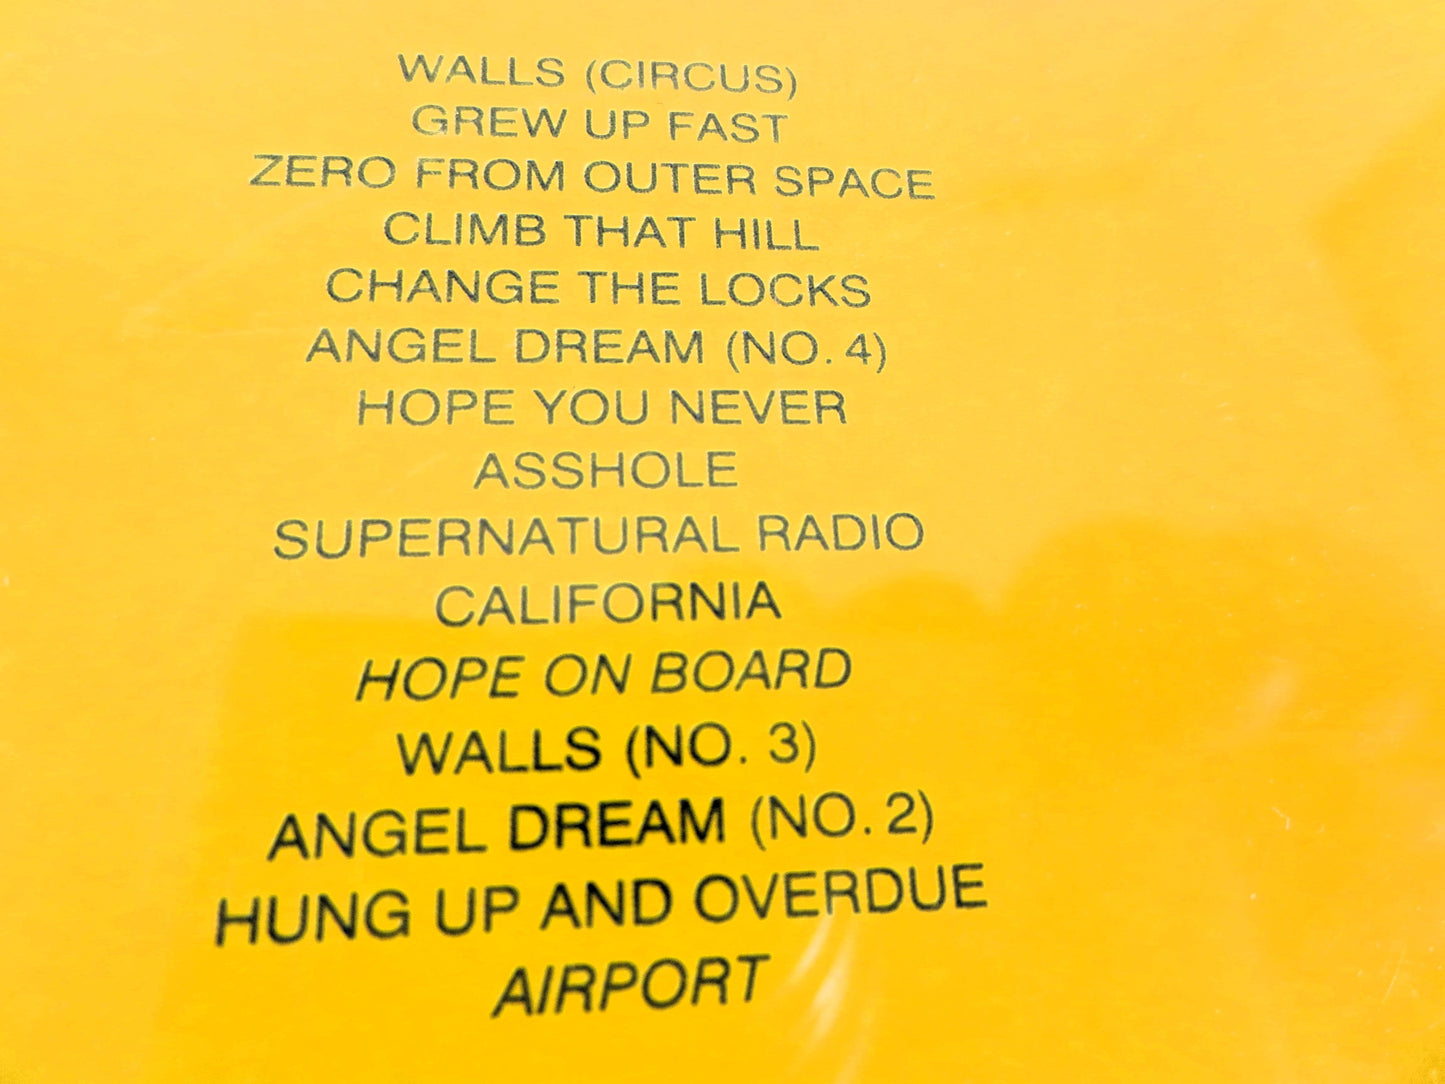 WALLS (CIRCUS)
GREW UP FAST
ZERO FROM OUTER SPACE
CLIMB THAT HILL
CHANGE THE LOCKS
ANGEL DREAM (NO. 4)
HOPE YOU NEVER
ASSHOLE
SUPERNATURAL RADIO
CALIFORNIA
HOPE ON BOARD
WALLS (NO. 3)
ANGEL DREAM (NO. 2)
HUNG UP AND OVERDUE
AIRPORT